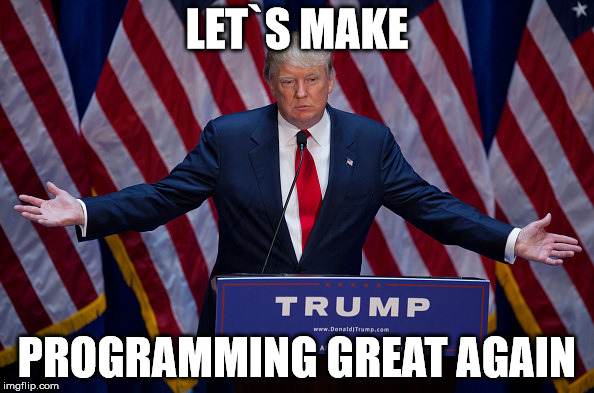 LET`S MAKE
TRUMP
www.DonaldJTrump.com
PROGRAMMING GREAT AGAIN
imgflip.com